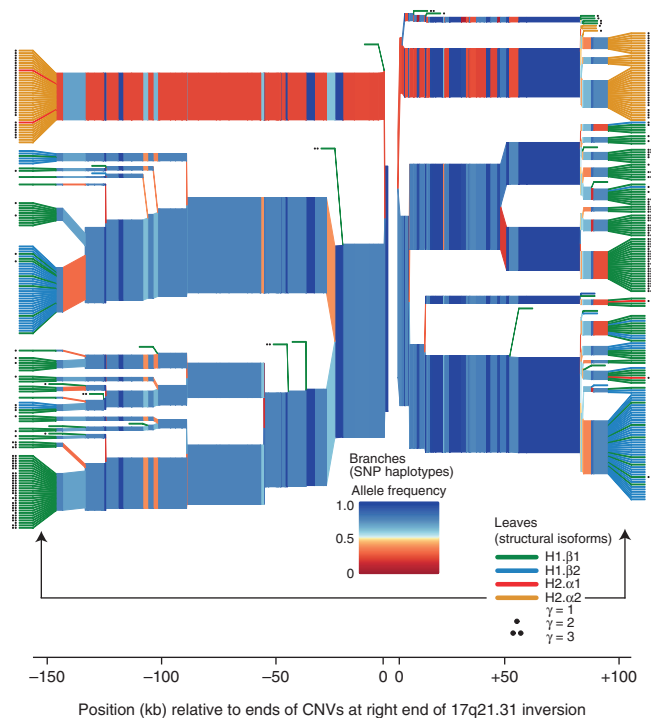 Branches
(SNP haplotypes)
Allele frequency
1.0
0.5
0
Leaves
(structural isoforms)
H1.β1
H1.β2
H2.α1
H2.α2
γ = 1
γ = 2
γ = 3
−150 −100 −50 0 0 +50 +100
Position (kb) relative to ends of CNVs at right end of 17q21.31 inversion